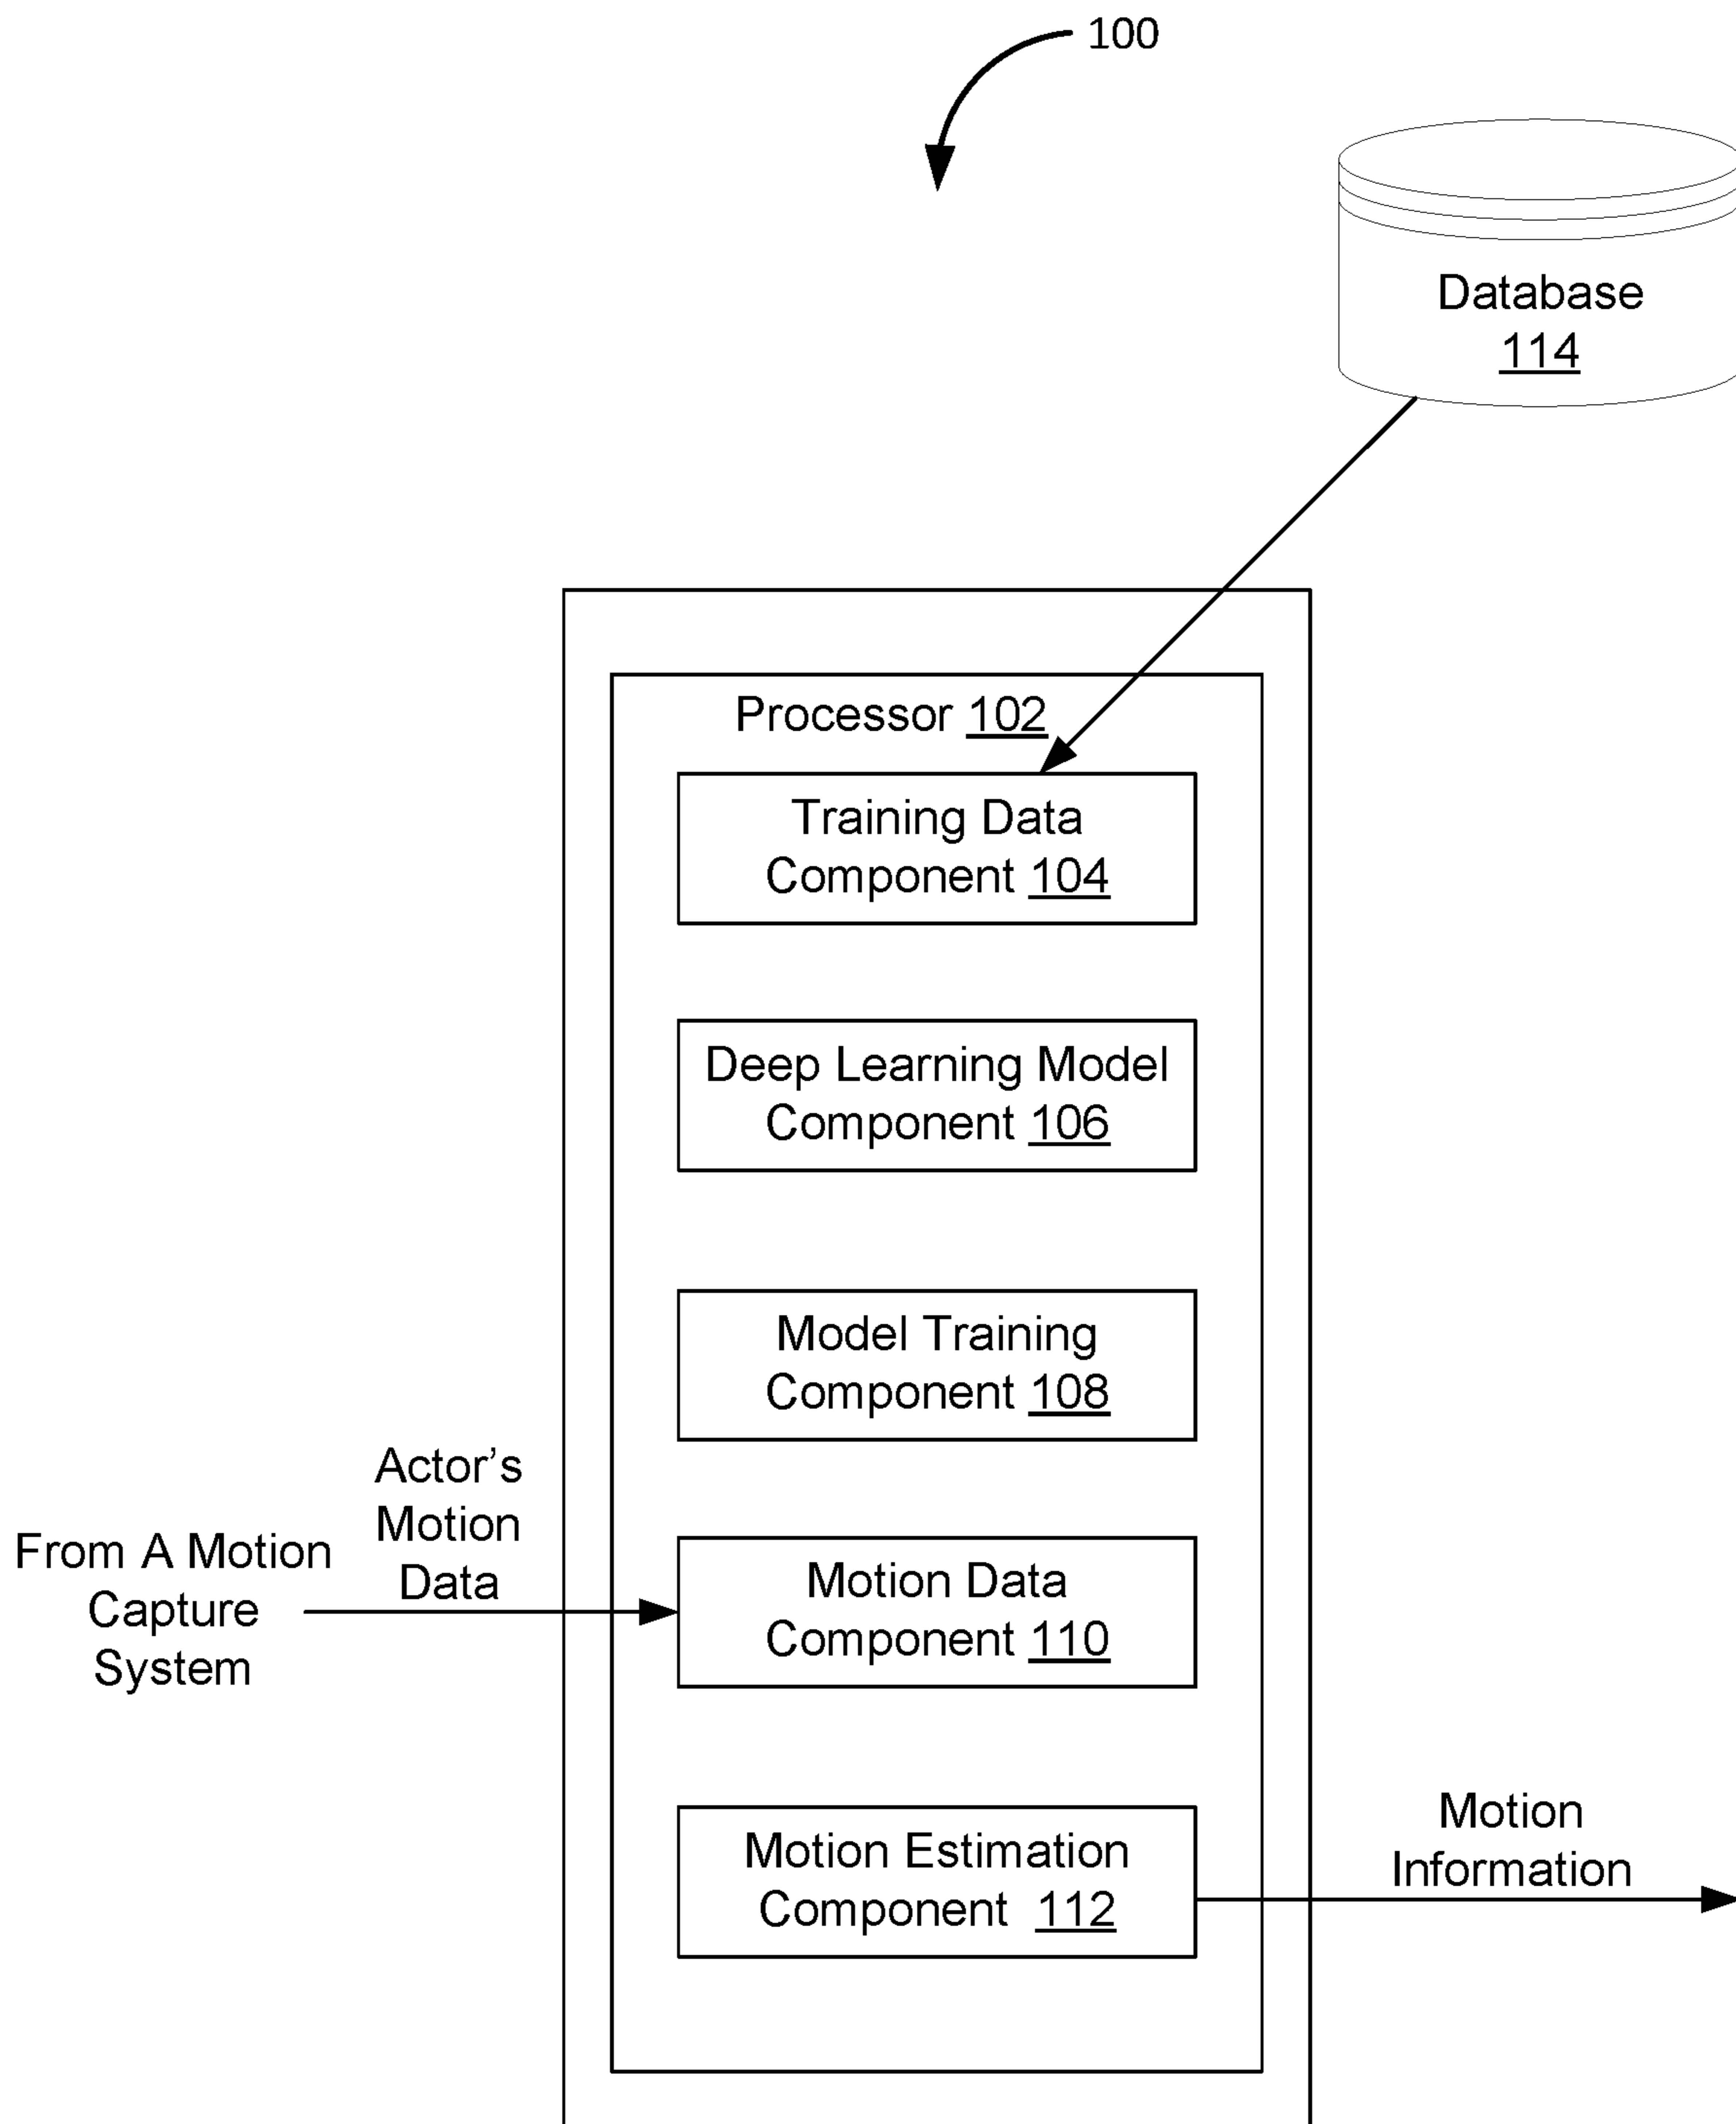 100
Database
114
Processor 102
Training Data
Component 104
Deep Learning Model
Component 106
Model Training
Component 108
Actor’s
Motion
Data
From A Motion
Capture
System
Motion Data
Component 110
Motion Estimation
Component 112
Motion
Information